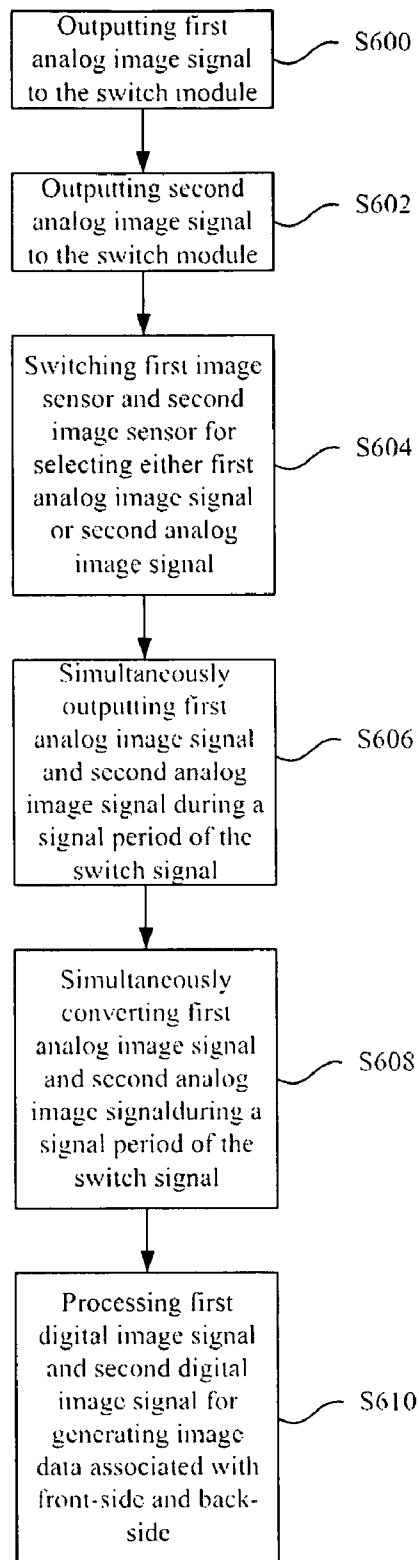 Outputting first
analog image signal
to the switch module
S600
Outputting second
analog image signal
to the switch module
S602
Switching first image
sensor and second
image sensor for
selecting either first
analog image signal
or second analog
image signal
S604
Simultaneously
outputting first
analog image signal
and second analog
image signal during a
signal period of the
switch signal
S606
Simultaneously
converting first
analog image signal
and second analog
image signalduring a
signal period of the
switch signal
S608
Processing first
digital image signal
and second digital
image signal for
generating image
data associated with
front-side and back-
side
S610